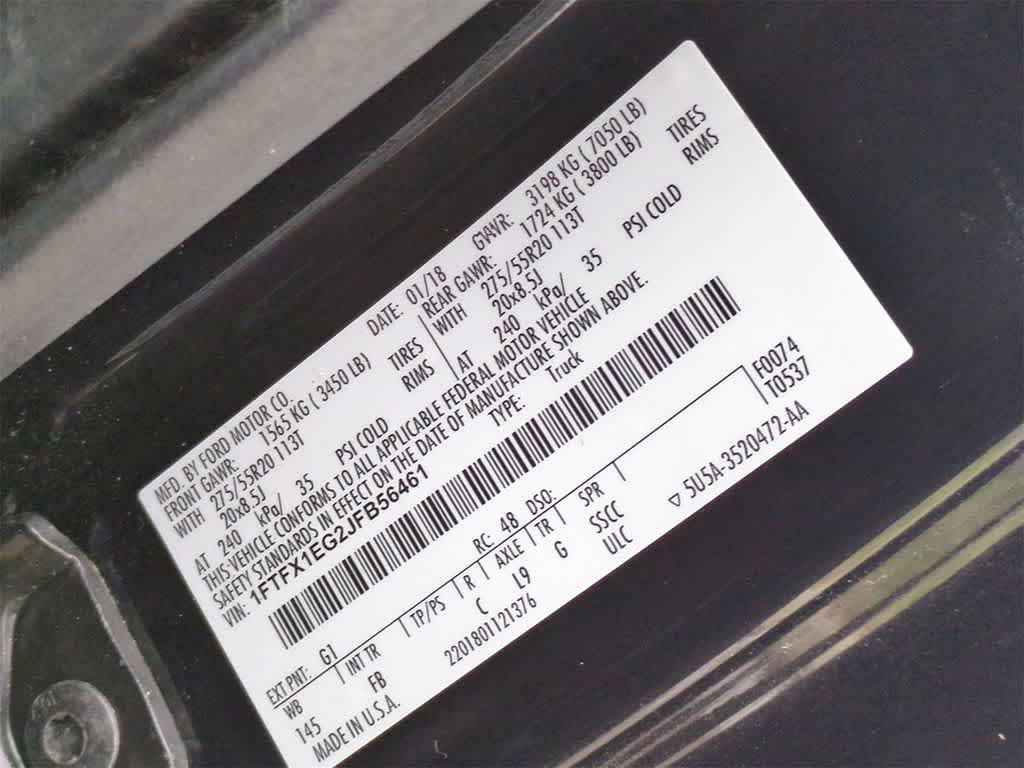 MFD. BY FORD MOTOR CO. DATE: 01/18 GVWR: 3198 KG ( 7050 LB)
FRONT GAWR: 1565 KG ( 3450 LB) REAR GAWR: 1724 KG ( 3800 LB)
WITH 275/55R20 113T TIRES WITH 275/55R20 113T TIRES
20x8.5J RIMS 20x8.5J RIMS
AT 240 kPa/ 35 PSI COLD AT 240 kPa/ 35 PSI COLD
THIS VEHICLE CONFORMS TO ALL APPLICABLE FEDERAL MOTOR VEHICLE
SAFETY STANDARDS IN EFFECT ON THE DATE OF MANUFACTURE SHOWN ABOVE.
VIN: 1FTFX1EG2JFB56461 TYPE: Truck
F0074
T0537
EXT PNT: G1 RC: 48 DSO:
WB INT TR TP/PS R AXLE TR SPR
145 FB C L9 G SSCC
ULC
MADE IN U.S.A. 2201801121376 ▽ 5U5A-3520472-AA